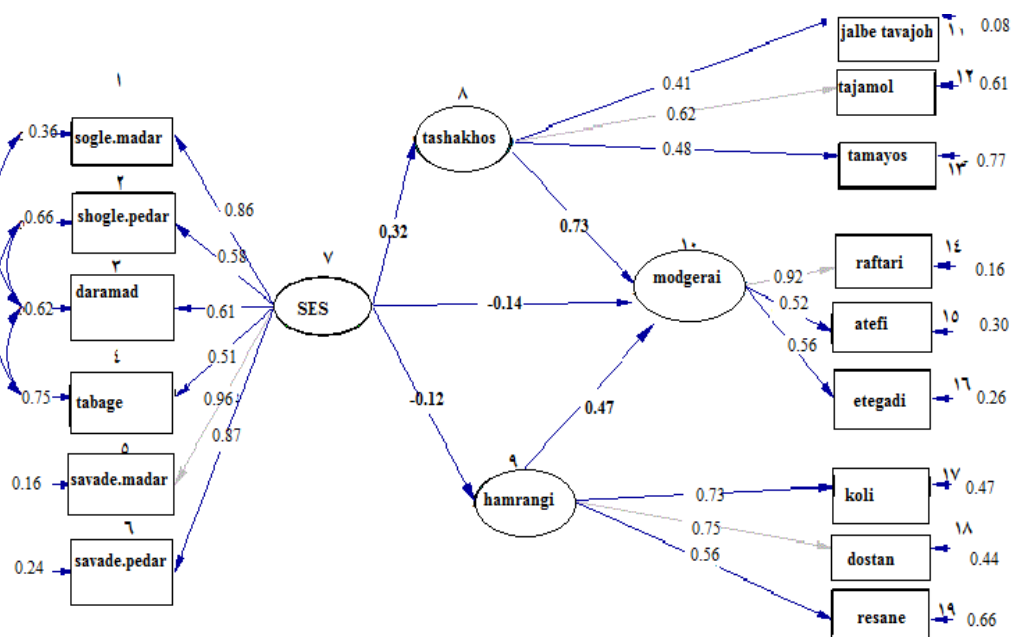 ١
0.36
sogle.madar
٢
0.66
shogle.pedar
٣
0.62
daramad
٤
0.75
tabage
٥
0.16
savade.madar
٦
0.24
savade.pedar
0.86
0.58
0.61
0.51
0.96
0.87
٧
SES
0.32
-0.14
-0.12
٨
tashakhos
0.41
0.62
0.48
0.73
١٠
modgerai
0.92
0.52
0.56
0.47
٩
hamrangi
0.73
0.75
0.56
jalbe tavajoh
١١
0.08
tajamol
١٢
0.61
tamayos
١٣
0.77
raftari
١٤
0.16
atefi
١٥
0.30
etegadi
١٦
0.26
koli
١٧
0.47
dostan
١٨
0.44
resane
١٩
0.66